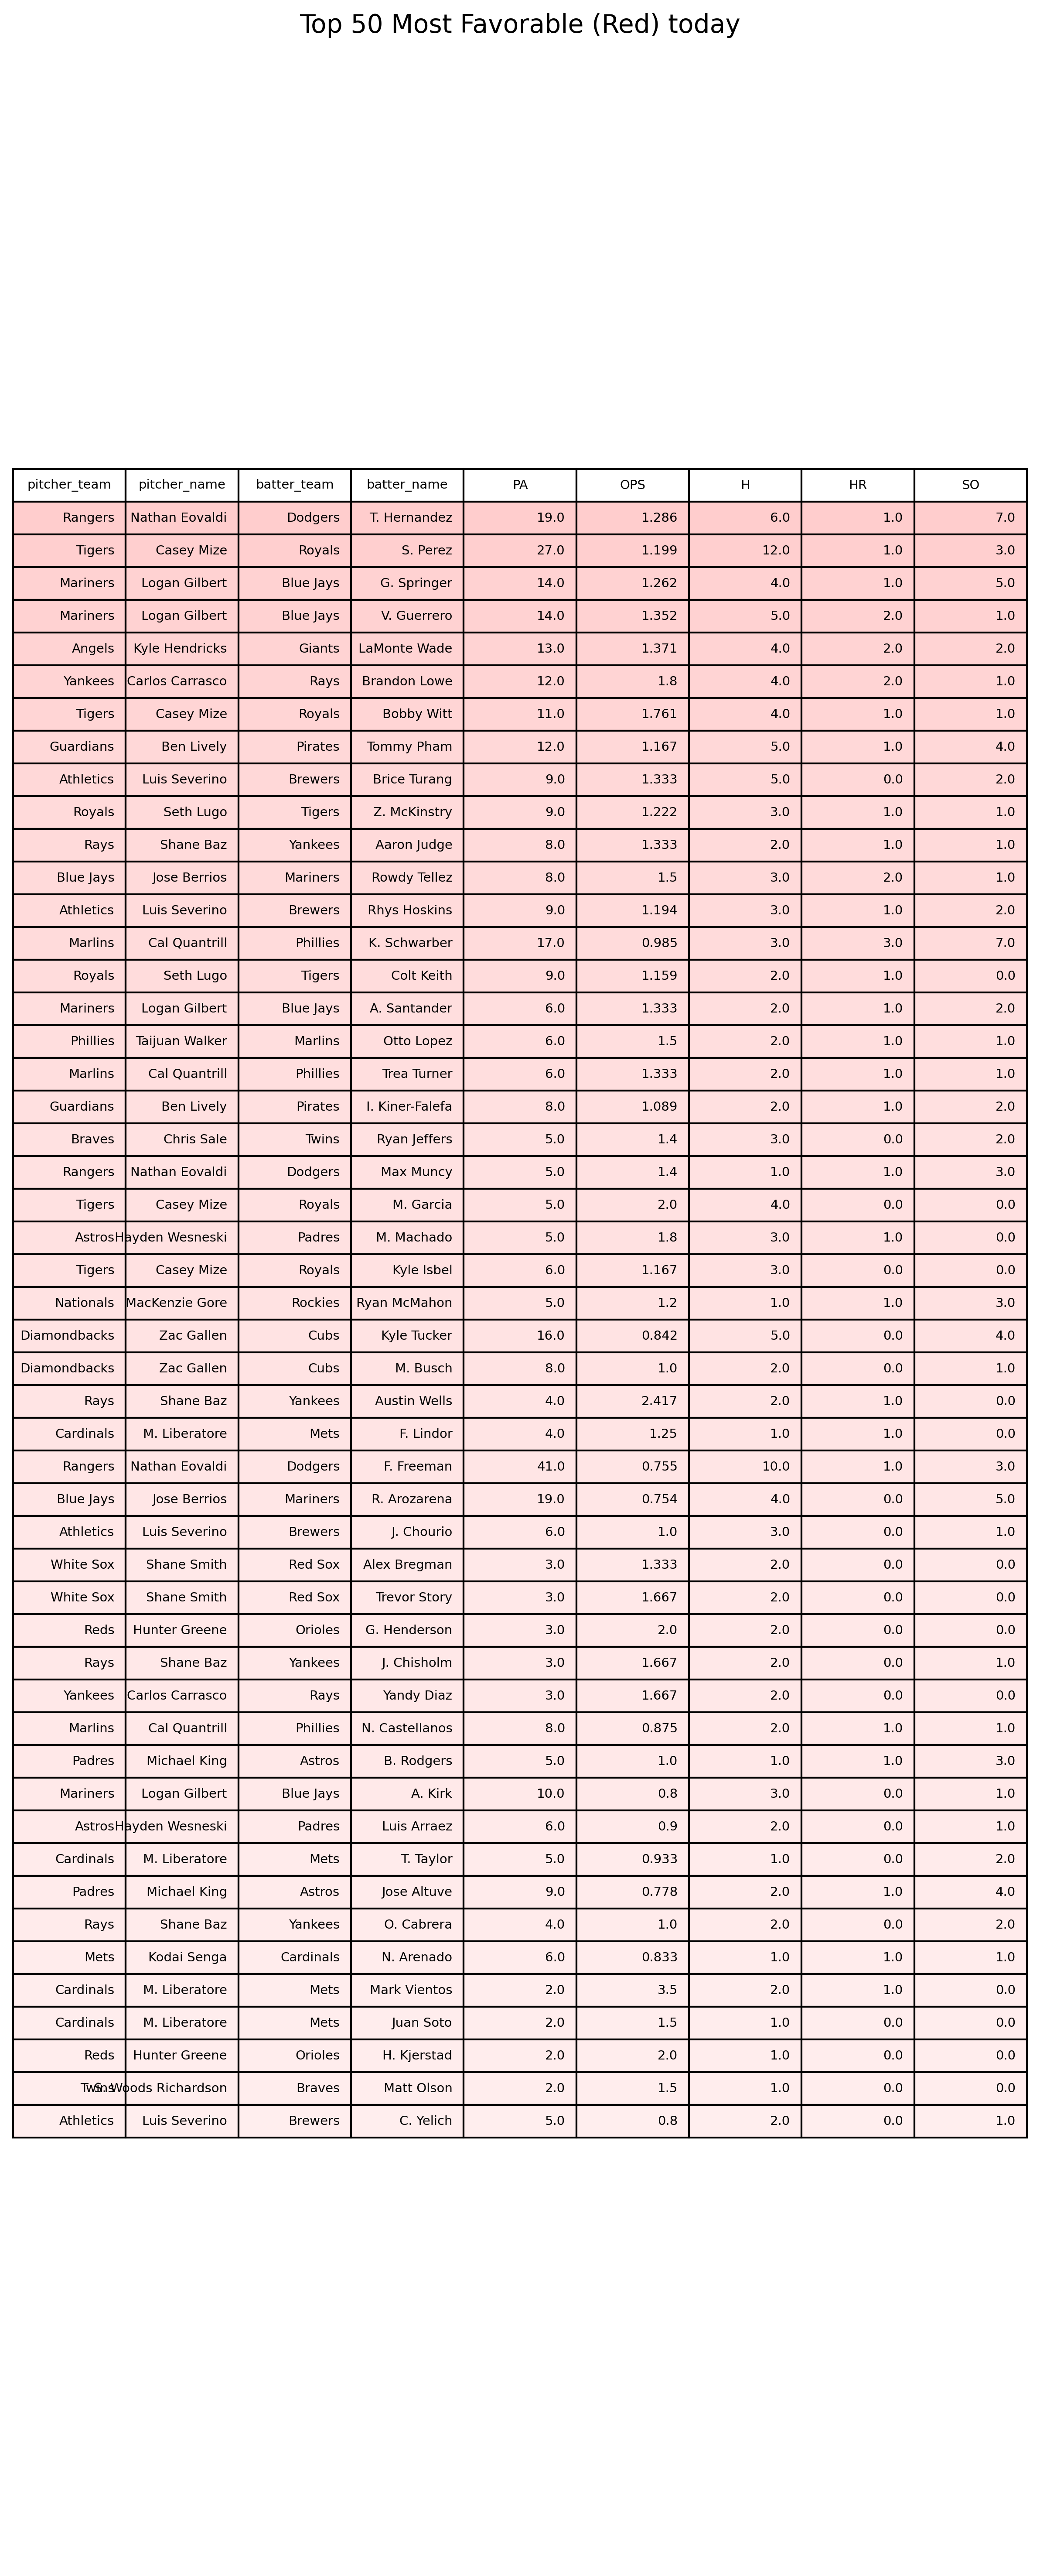 Top 50 Most Favorable (Red) today
pitcher_team pitcher_name batter_team batter_name PA OPS H HR SO
Rangers Nathan Eovaldi Dodgers T. Hernandez 19.0 1.286 6.0 1.0 7.0
Tigers Casey Mize Royals S. Perez 27.0 1.199 12.0 1.0 3.0
Mariners Logan Gilbert Blue Jays G. Springer 14.0 1.262 4.0 1.0 5.0
Mariners Logan Gilbert Blue Jays V. Guerrero 14.0 1.352 5.0 2.0 1.0
Angels Kyle Hendricks Giants LaMonte Wade 13.0 1.371 4.0 2.0 2.0
Yankees Carlos Carrasco Rays Brandon Lowe 12.0 1.8 4.0 2.0 1.0
Tigers Casey Mize Royals Bobby Witt 11.0 1.761 4.0 1.0 1.0
Guardians Ben Lively Pirates Tommy Pham 12.0 1.167 5.0 1.0 4.0
Athletics Luis Severino Brewers Brice Turang 9.0 1.333 5.0 0.0 2.0
Royals Seth Lugo Tigers Z. McKinstry 9.0 1.222 3.0 1.0 1.0
Rays Shane Baz Yankees Aaron Judge 8.0 1.333 2.0 1.0 1.0
Blue Jays Jose Berrios Mariners Rowdy Tellez 8.0 1.5 3.0 2.0 1.0
Athletics Luis Severino Brewers Rhys Hoskins 9.0 1.194 3.0 1.0 2.0
Marlins Cal Quantrill Phillies K. Schwarber 17.0 0.985 3.0 3.0 7.0
Royals Seth Lugo Tigers Colt Keith 9.0 1.159 2.0 1.0 0.0
Mariners Logan Gilbert Blue Jays A. Santander 6.0 1.333 2.0 1.0 2.0
Phillies Taijuan Walker Marlins Otto Lopez 6.0 1.5 2.0 1.0 1.0
Marlins Cal Quantrill Phillies Trea Turner 6.0 1.333 2.0 1.0 1.0
Guardians Ben Lively Pirates I. Kiner-Falefa 8.0 1.089 2.0 1.0 2.0
Braves Chris Sale Twins Ryan Jeffers 5.0 1.4 3.0 0.0 2.0
Rangers Nathan Eovaldi Dodgers Max Muncy 5.0 1.4 1.0 1.0 3.0
Tigers Casey Mize Royals M. Garcia 5.0 2.0 4.0 0.0 0.0
Astros Hayden Wesneski Padres M. Machado 5.0 1.8 3.0 1.0 0.0
Tigers Casey Mize Royals Kyle Isbel 6.0 1.167 3.0 0.0 0.0
Nationals MacKenzie Gore Rockies Ryan McMahon 5.0 1.2 1.0 1.0 3.0
Diamondbacks Zac Gallen Cubs Kyle Tucker 16.0 0.842 5.0 0.0 4.0
Diamondbacks Zac Gallen Cubs M. Busch 8.0 1.0 2.0 0.0 1.0
Rays Shane Baz Yankees Austin Wells 4.0 2.417 2.0 1.0 0.0
Cardinals M. Liberatore Mets F. Lindor 4.0 1.25 1.0 1.0 0.0
Rangers Nathan Eovaldi Dodgers F. Freeman 41.0 0.755 10.0 1.0 3.0
Blue Jays Jose Berrios Mariners R. Arozarena 19.0 0.754 4.0 0.0 5.0
Athletics Luis Severino Brewers J. Chourio 6.0 1.0 3.0 0.0 1.0
White Sox Shane Smith Red Sox Alex Bregman 3.0 1.333 2.0 0.0 0.0
White Sox Shane Smith Red Sox Trevor Story 3.0 1.667 2.0 0.0 0.0
Reds Hunter Greene Orioles G. Henderson 3.0 2.0 2.0 0.0 0.0
Rays Shane Baz Yankees J. Chisholm 3.0 1.667 2.0 0.0 1.0
Yankees Carlos Carrasco Rays Yandy Diaz 3.0 1.667 2.0 0.0 0.0
Marlins Cal Quantrill Phillies N. Castellanos 8.0 0.875 2.0 1.0 1.0
Padres Michael King Astros B. Rodgers 5.0 1.0 1.0 1.0 3.0
Mariners Logan Gilbert Blue Jays A. Kirk 10.0 0.8 3.0 0.0 1.0
Astros Hayden Wesneski Padres Luis Arraez 6.0 0.9 2.0 0.0 1.0
Cardinals M. Liberatore Mets T. Taylor 5.0 0.933 1.0 0.0 2.0
Padres Michael King Astros Jose Altuve 9.0 0.778 2.0 1.0 4.0
Rays Shane Baz Yankees O. Cabrera 4.0 1.0 2.0 0.0 2.0
Mets Kodai Senga Cardinals N. Arenado 6.0 0.833 1.0 1.0 1.0
Cardinals M. Liberatore Mets Mark Vientos 2.0 3.5 2.0 1.0 0.0
Cardinals M. Liberatore Mets Juan Soto 2.0 1.5 1.0 0.0 0.0
Reds Hunter Greene Orioles H. Kjerstad 2.0 2.0 1.0 0.0 0.0
Twins S. Woods Richardson Braves Matt Olson 2.0 1.5 1.0 0.0 0.0
Athletics Luis Severino Brewers C. Yelich 5.0 0.8 2.0 0.0 1.0